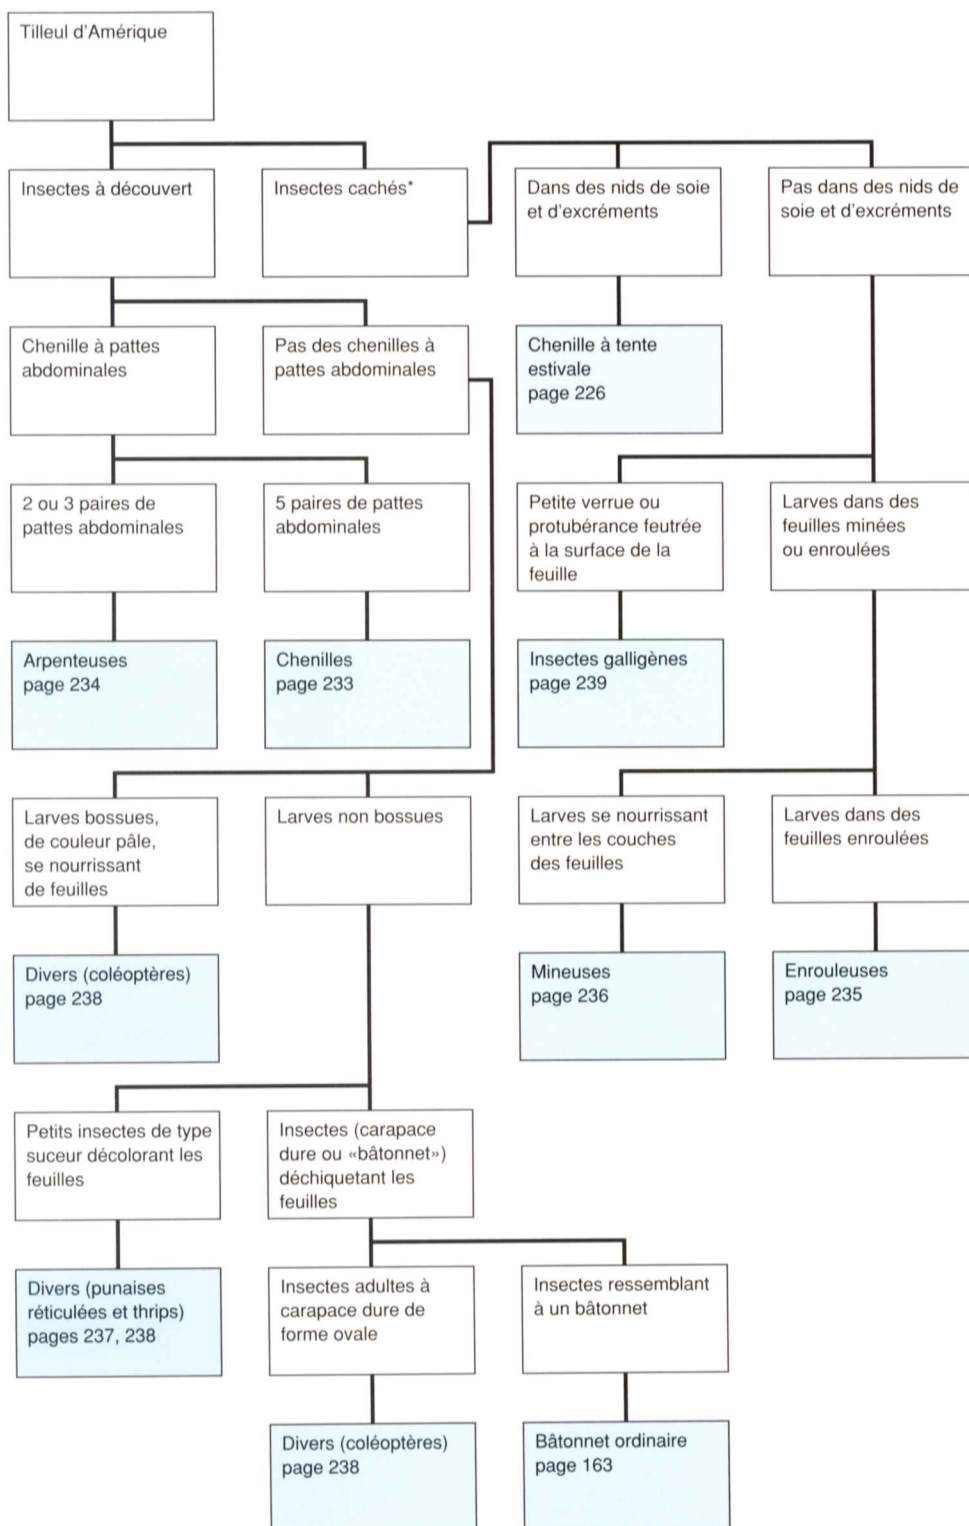 Tilleul d'Amérique
Insectes à découvert
Insectes cachés*
Dans des nids de soie
et d'excréments
Pas dans des nids de
soie et d'excréments
Chenille à pattes
abdominales
Pas des chenilles à
pattes abdominales
Chenille à tente
estivale
page 226
2 ou 3 paires de
pattes abdominales
5 paires de pattes
abdominales
Petite verrue ou
protubérance feutrée
à la surface de la
feuille
Larves dans des
feuilles minées
ou enroulées
Arpenteuses
page 234
Chenilles
page 233
Insectes galligènes
page 239
Larves bossues,
de couleur pâle,
se nourrissant
de feuilles
Larves non bossues
Larves se nourrissant
entre les couches
des feuilles
Larves dans des
feuilles enroulées
Divers (coléoptères)
page 238
Mineuses
page 236
Enrouleuses
page 235
Petits insectes de type
suceur décolorant les
feuilles
Insectes (carapace
dure ou «bâtonnet»)
déchiquetant les
feuilles
Divers (punaises
réticulées et thrips)
pages 237, 238
Insectes adultes à
carapace dure de
forme ovale
Insectes ressemblant
à un bâtonnet
Divers (coléoptères)
page 238
Bâtonnet ordinaire
page 163